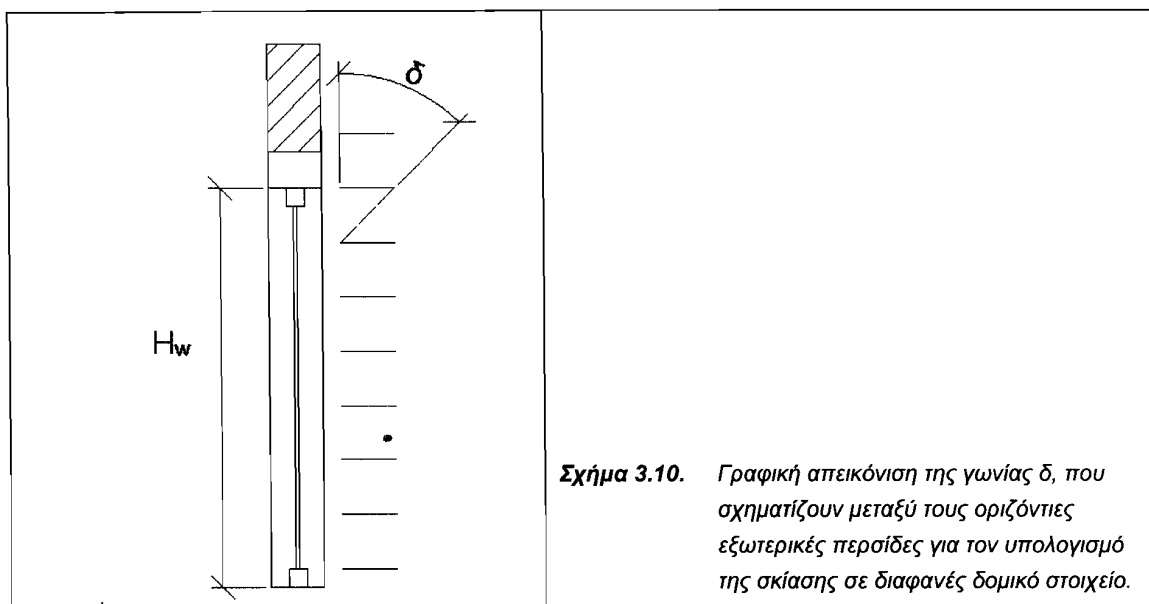 δ
Hw
Σχήμα 3.10. Γραφική απεικόνιση της γωνίας δ, που
σχηματίζουν μεταξύ τους οριζόντιες
εξωτερικές περσίδες για τον υπολογισμό
της σκίασης σε διαφανές δομικό στοιχείο.